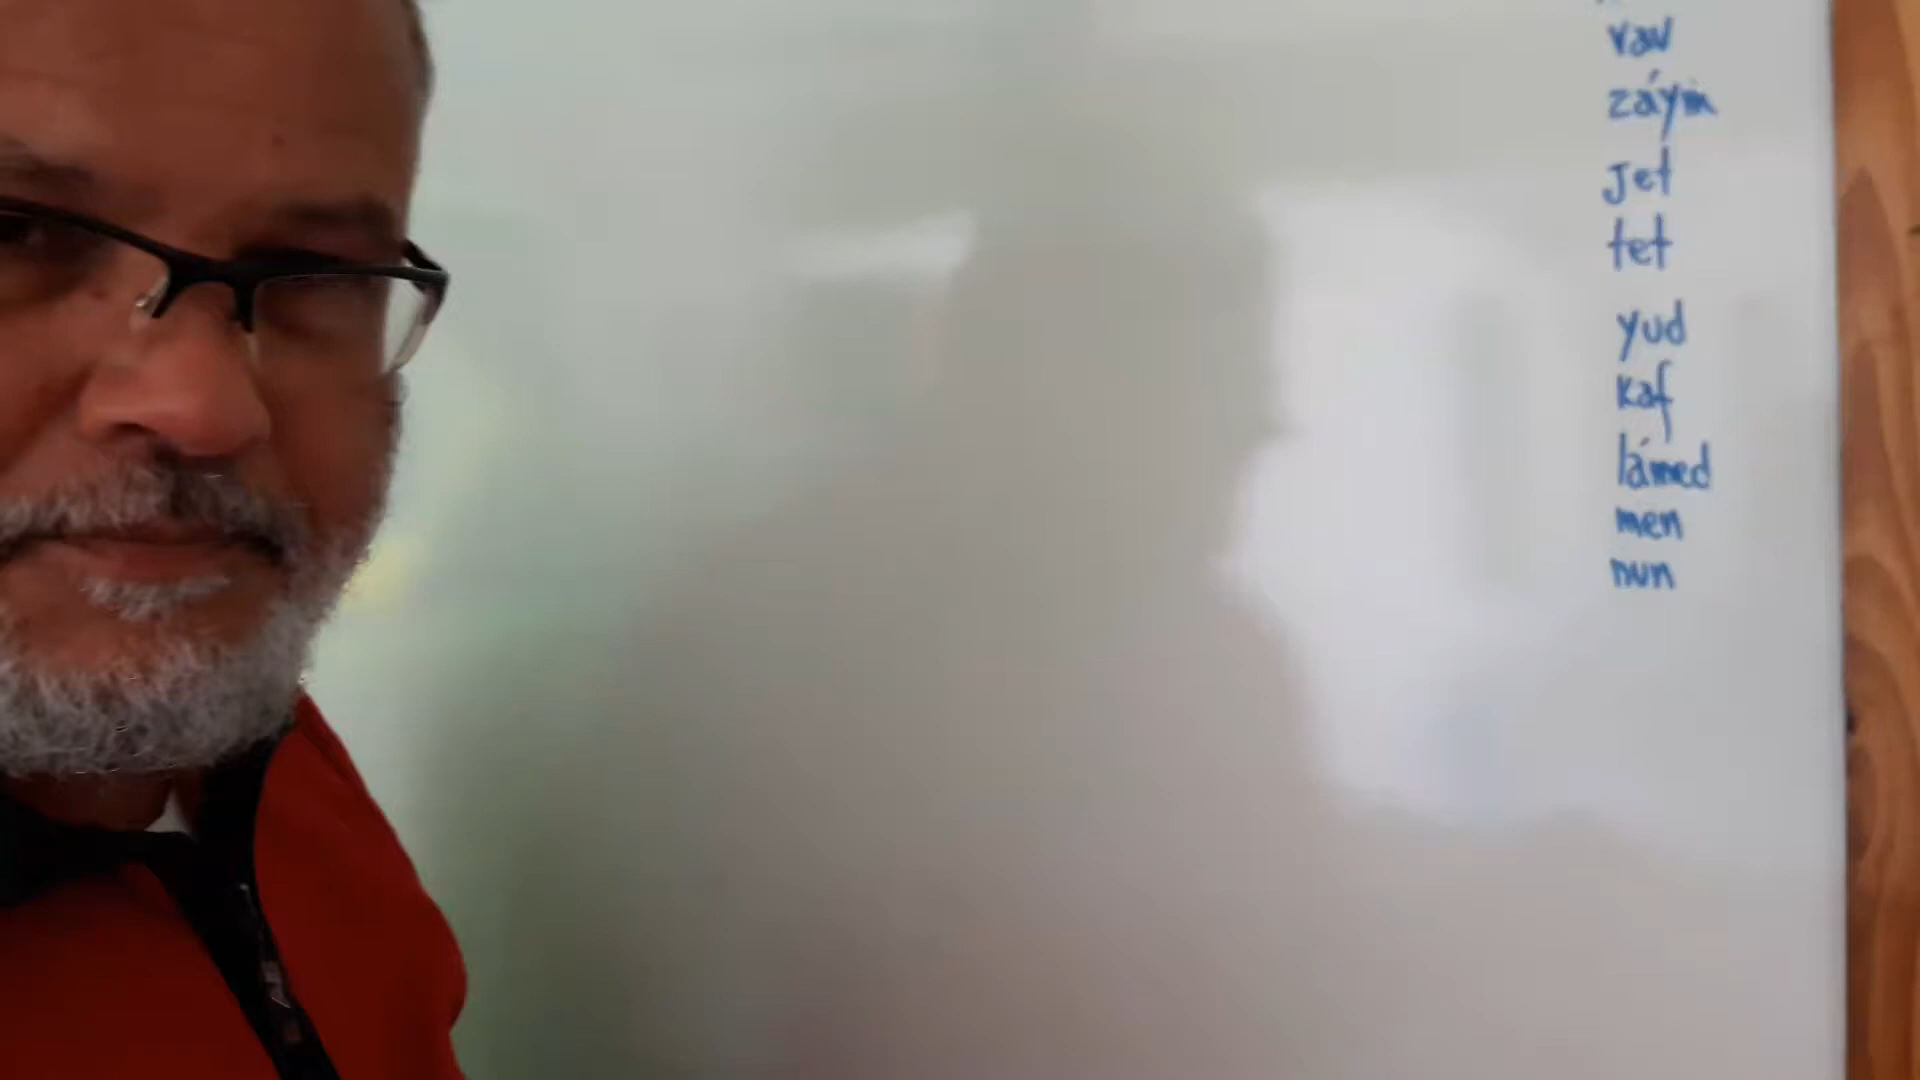 vav
záyin
jet
tet
yud
kaf
lámed
men
nun